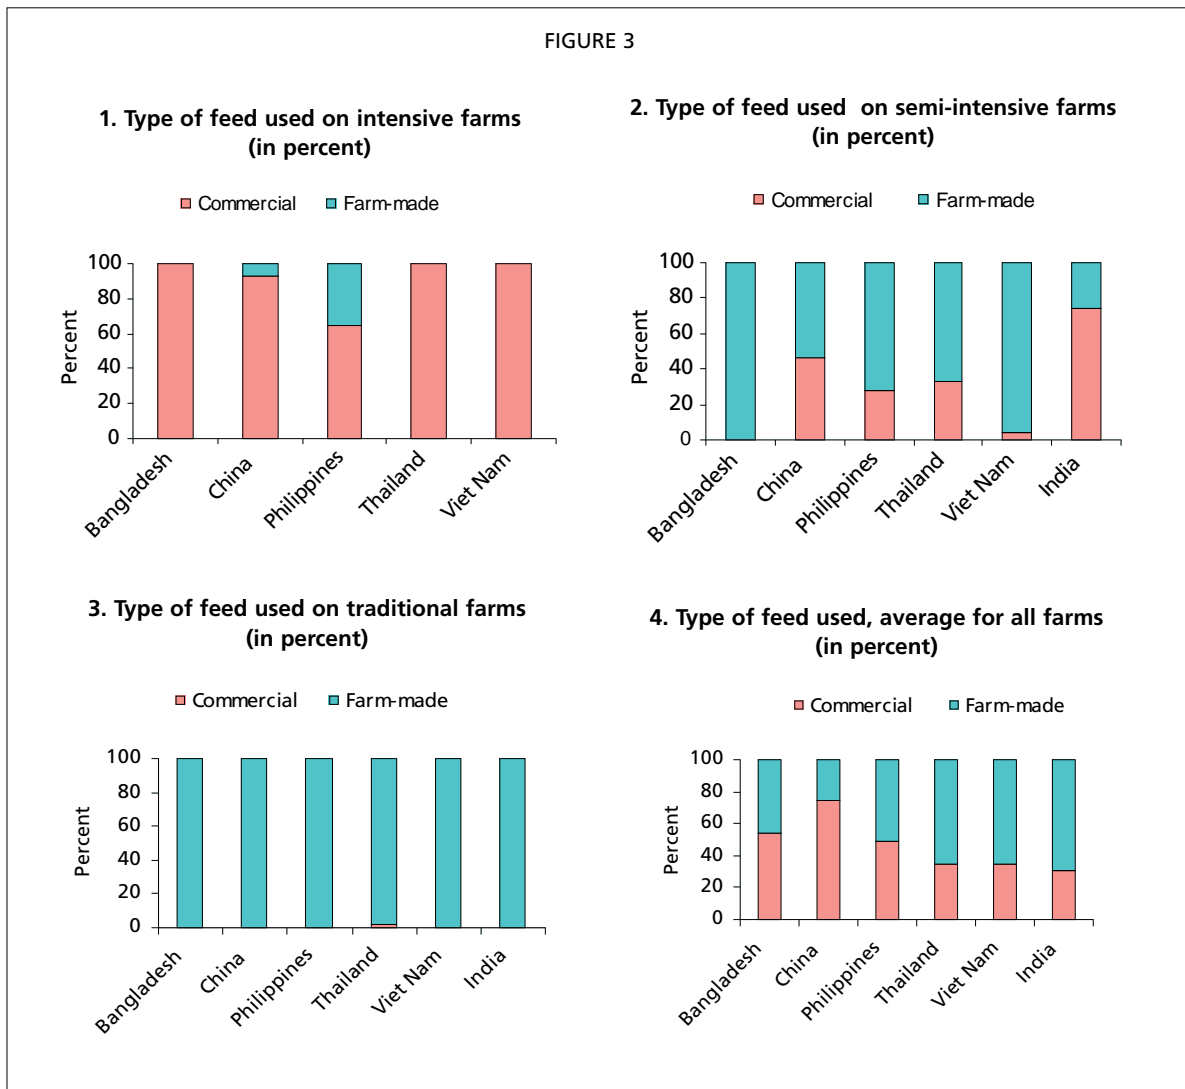 FIGURE 3
1. Type of feed used on intensive farms
(in percent)
Commercial Farm-made
Percent
100
80
60
40
20
0
Bangladesh
China
Philippines
Thailand
Viet Nam
2. Type of feed used on semi-intensive farms
(in percent)
Commercial Farm-made
Percent
100
80
60
40
20
0
Bangladesh
China
Philippines
Thailand
Viet Nam
India
3. Type of feed used on traditional farms
(in percent)
Commercial Farm-made
Percent
100
80
60
40
20
0
Bangladesh
China
Philippines
Thailand
Viet Nam
India
4. Type of feed used, average for all farms
(in percent)
Commercial Farm-made
Percent
100
80
60
40
20
0
Bangladesh
China
Philippines
Thailand
Viet Nam
India